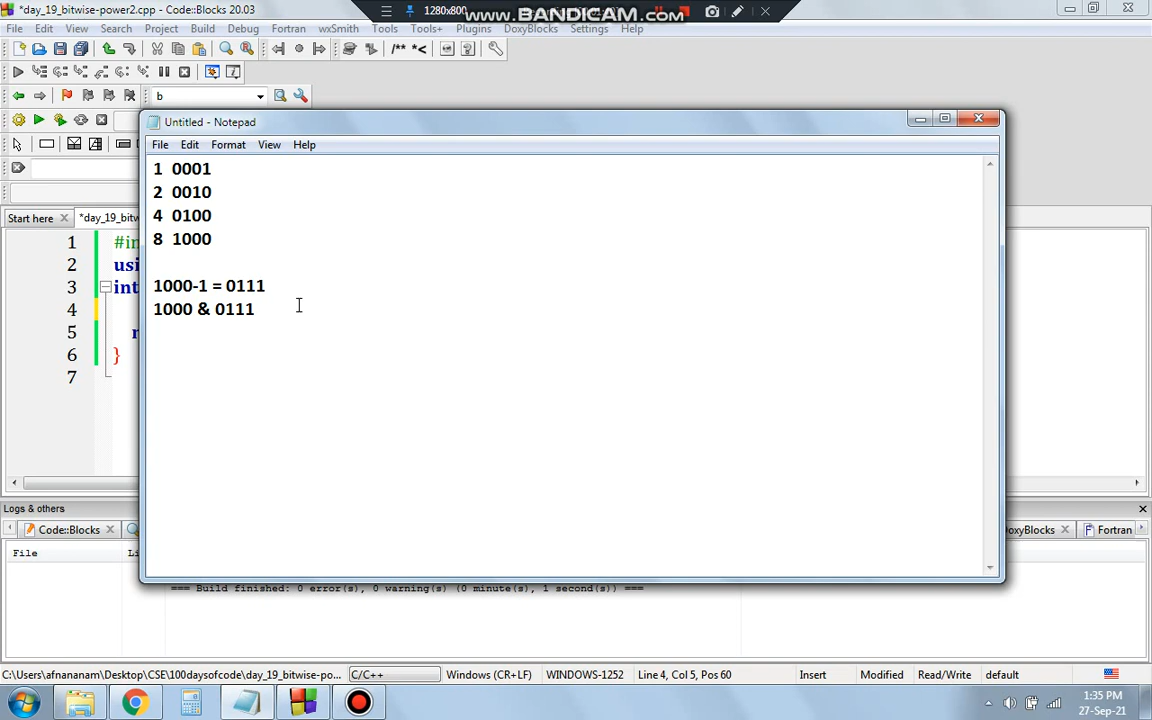 *day_19_bitwise-power2.cpp - Code::Blocks 20.03
1280x800
www.BANDICAM.com
File Edit View Search Project Build Debug Fortran wxSmith Tools Tools+ Plugins DoxyBlocks Settings Help
/** *<
b
Untitled - Notepad
File Edit Format View Help
1 0001
2 0010
4 0100
8 1000
1000-1 = 0111
1000 & 0111
Start here
*day_19_bitw
1 #in
2 usi
3 int
4
5
6 }
7
Logs & others
Code::Blocks
oxyBlocks
Fortran
File
Li
=== Build finished: 0 error(s), 0 warning(s) (0 minute(s), 1 second(s)) ===
C:\Users\afnananam\Desktop\CSE\100daysofcode\day_19_bitwise-po... C/C++ Windows (CR+LF) WINDOWS-1252 Line 4, Col 5, Pos 60 Insert Modified Read/Write default
1:35 PM
27-Sep-21